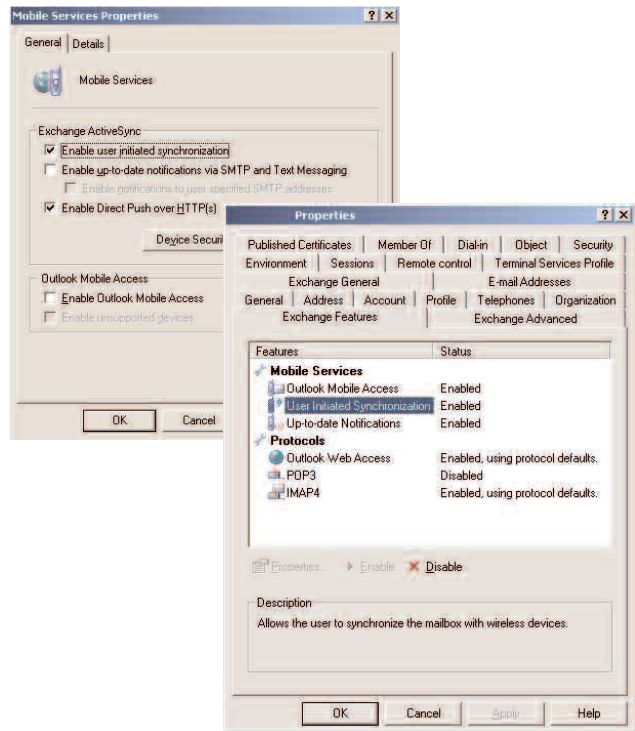 Mobile Services Properties
General
Details
Mobile Services
Exchange ActiveSync
Enable user initiated synchronization
Enable up-to-date notifications via SMTP and Text Messaging
Enable notifications to user specified SMTP addresses
Enable Direct Push over HTTP(s)
Device Securi
Outlook Mobile Access
Enable Outlook Mobile Access
Enable unsupported devices
OK Cancel
Properties
Published Certificates Member Of Dial-in Object Security
Environment Sessions Remote control Terminal Services Profile
Exchange General E-mail Addresses
General Address Account Profile Telephones Organization
Exchange Features Exchange Advanced
Features Status
Mobile Services
Outlook Mobile Access Enabled
User Initiated Synchronization Enabled
Up-to-date Notifications Enabled
Protocols
Outlook Web Access Enabled, using protocol defaults.
POP3 Disabled
IMAP4 Enabled, using protocol defaults.
Properties... Enable Disable
Description
Allows the user to synchronize the mailbox with wireless devices.
OK Cancel Apply Help